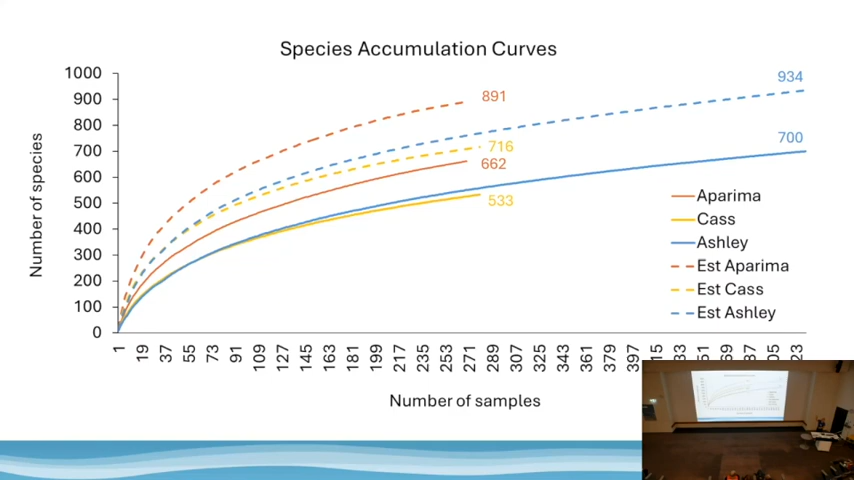 Species Accumulation Curves
1000
900
800
700
600
500
400
300
200
100
0
Number of species
934
891
716
700
662
533
Aparima
Cass
Ashley
Est Aparima
Est Cass
Est Ashley
1 19 37 55 73 91 109 127 145 163 181 199 217 235 253 271 289 307 325 343 361 379 397
Number of samples